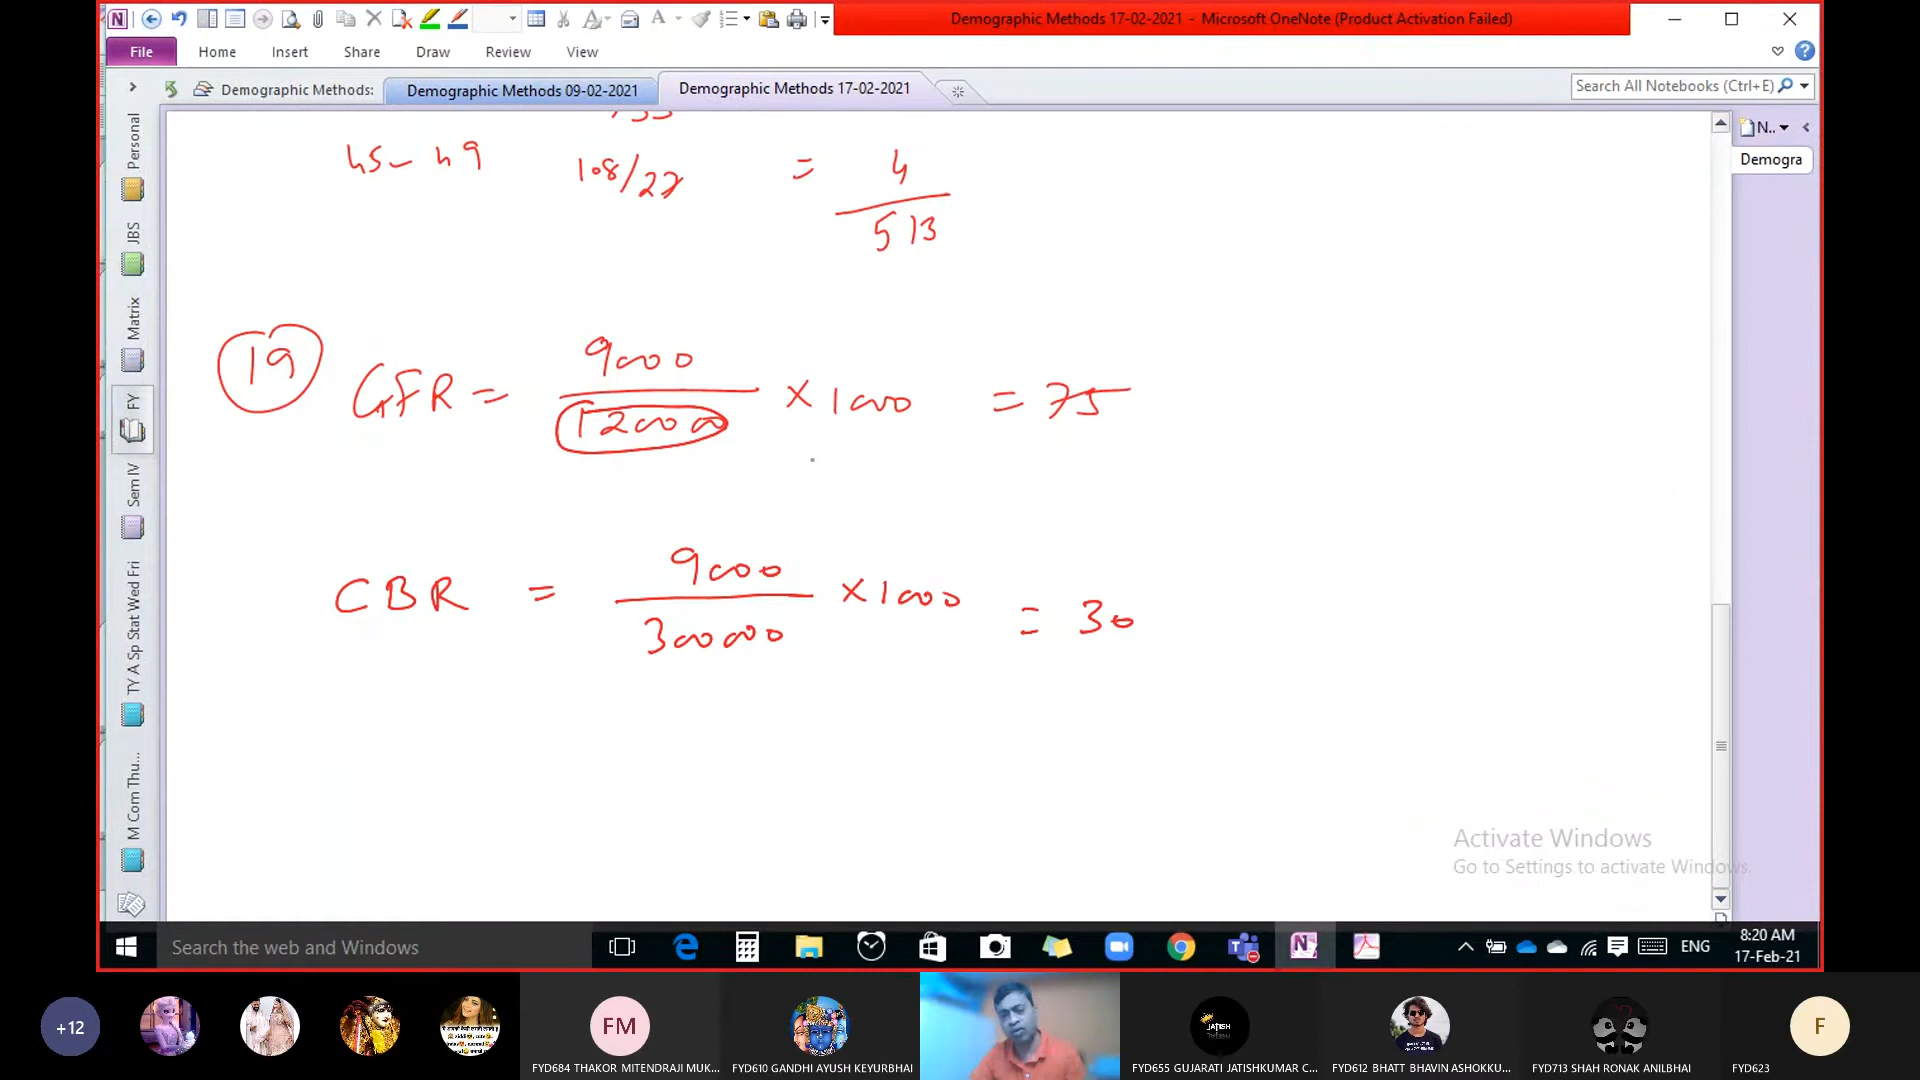 Demographic Methods 17-02-2021 - Microsoft OneNote (Product Activation Failed)
File Home Insert Share Draw Review View
Demographic Methods: Demographic Methods 09-02-2021 Demographic Methods 17-02-2021
Search All Notebooks (Ctrl+E)
N..
Demogra
Personal
JBS
Matrix
FY
Sem IV
TY A Sp Stat Wed Fri
M Com Thu...
45-49 108/27 = 4
513
19 GFR = 9000 × 1000 = 75
120000
CBR = 9000 × 1000 = 30
300000
Activate Windows
Go to Settings to activate Windows.
Search the web and Windows
ENG
8:20 AM
17-Feb-21
+12
FM
JATISH
F
FYD684 THAKOR MITENDRAJI MUK... FYD610 GANDHI AYUSH KEYURBHAI FYD655 GUJARATI JATISHKUMAR C... FYD612 BHATT BHAVIN ASHOKKU... FYD713 SHAH RONAK ANILBHAI FYD623